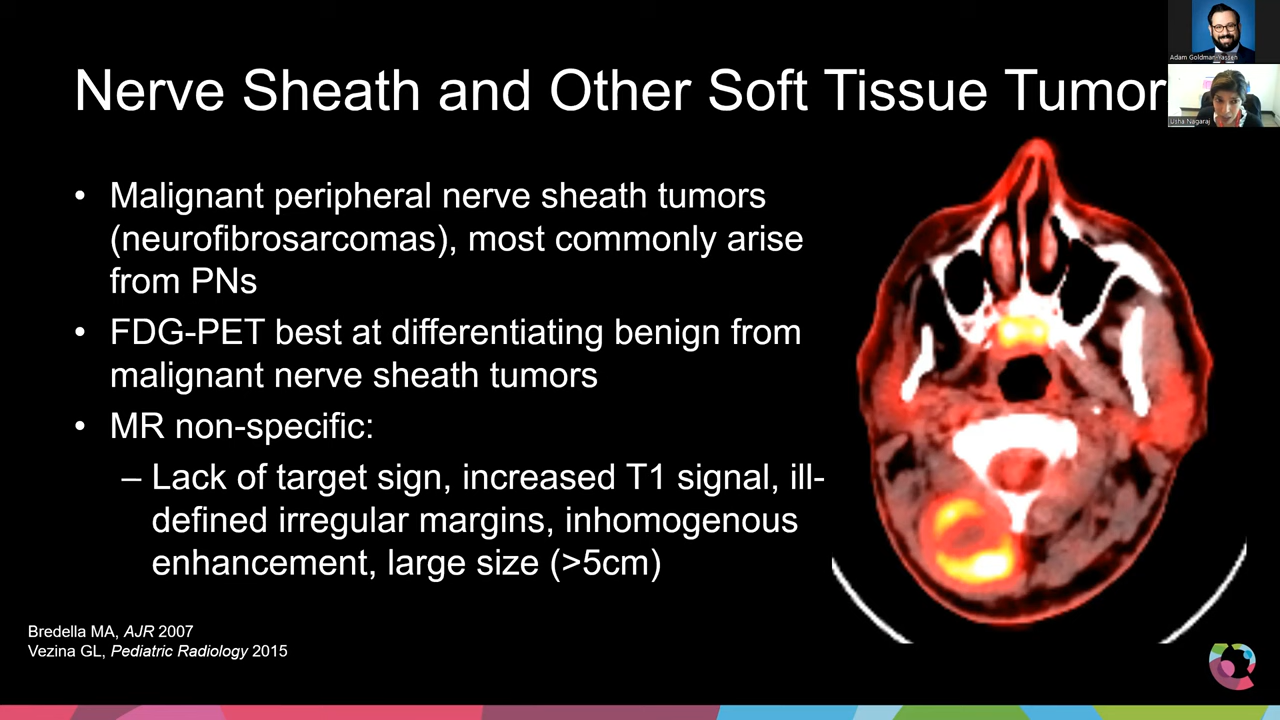 Nerve Sheath and Other Soft Tissue Tumor
• Malignant peripheral nerve sheath tumors
(neurofibrosarcomas), most commonly arise
from PNs
• FDG-PET best at differentiating benign from
malignant nerve sheath tumors
• MR non-specific:
– Lack of target sign, increased T1 signal, ill-
defined irregular margins, inhomogenous
enhancement, large size (>5cm)
Bredella MA, AJR 2007
Vezina GL, Pediatric Radiology 2015
Adam Goldman
Usha Nagaraj